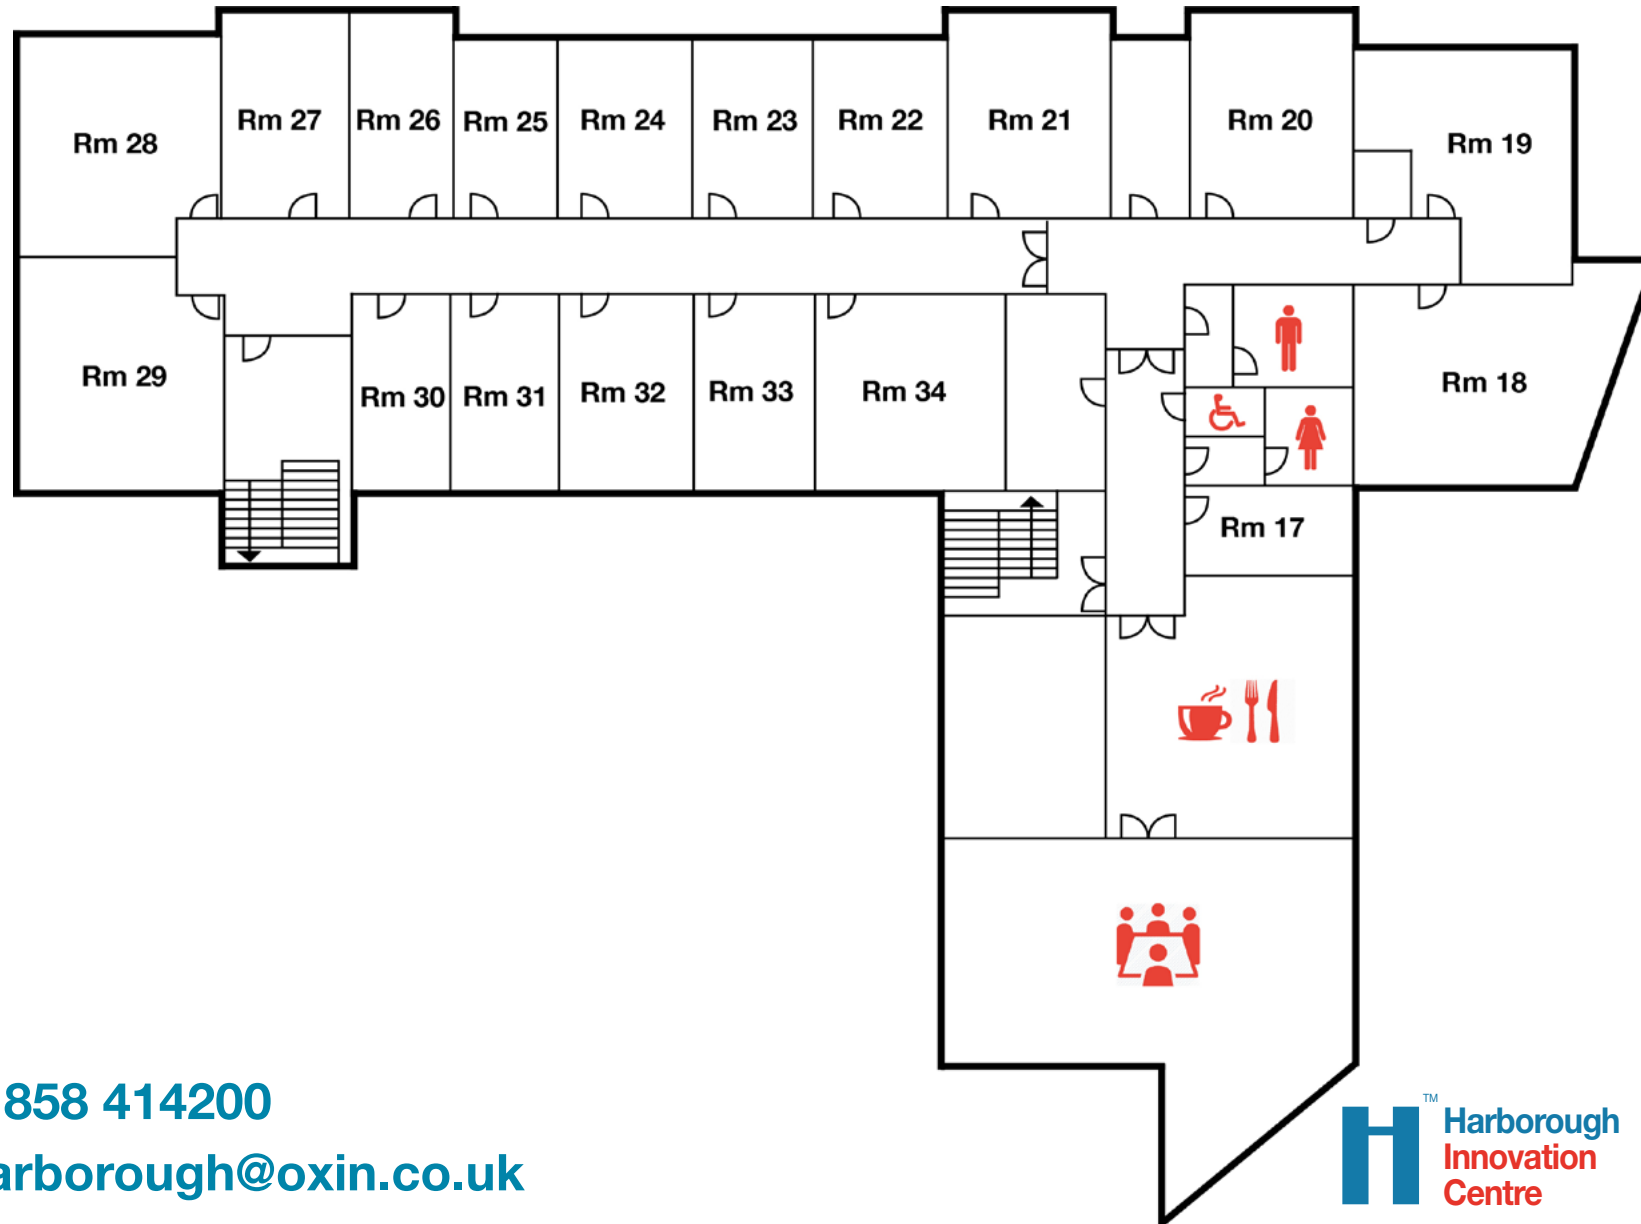 Rm 28
Rm 27
Rm 26
Rm 25
Rm 24
Rm 23
Rm 22
Rm 21
Rm 20
Rm 19
Rm 29
Rm 30
Rm 31
Rm 32
Rm 33
Rm 34
Rm 18
Rm 17
858 414200
arborough@oxin.co.uk
TM
Harborough
Innovation
Centre